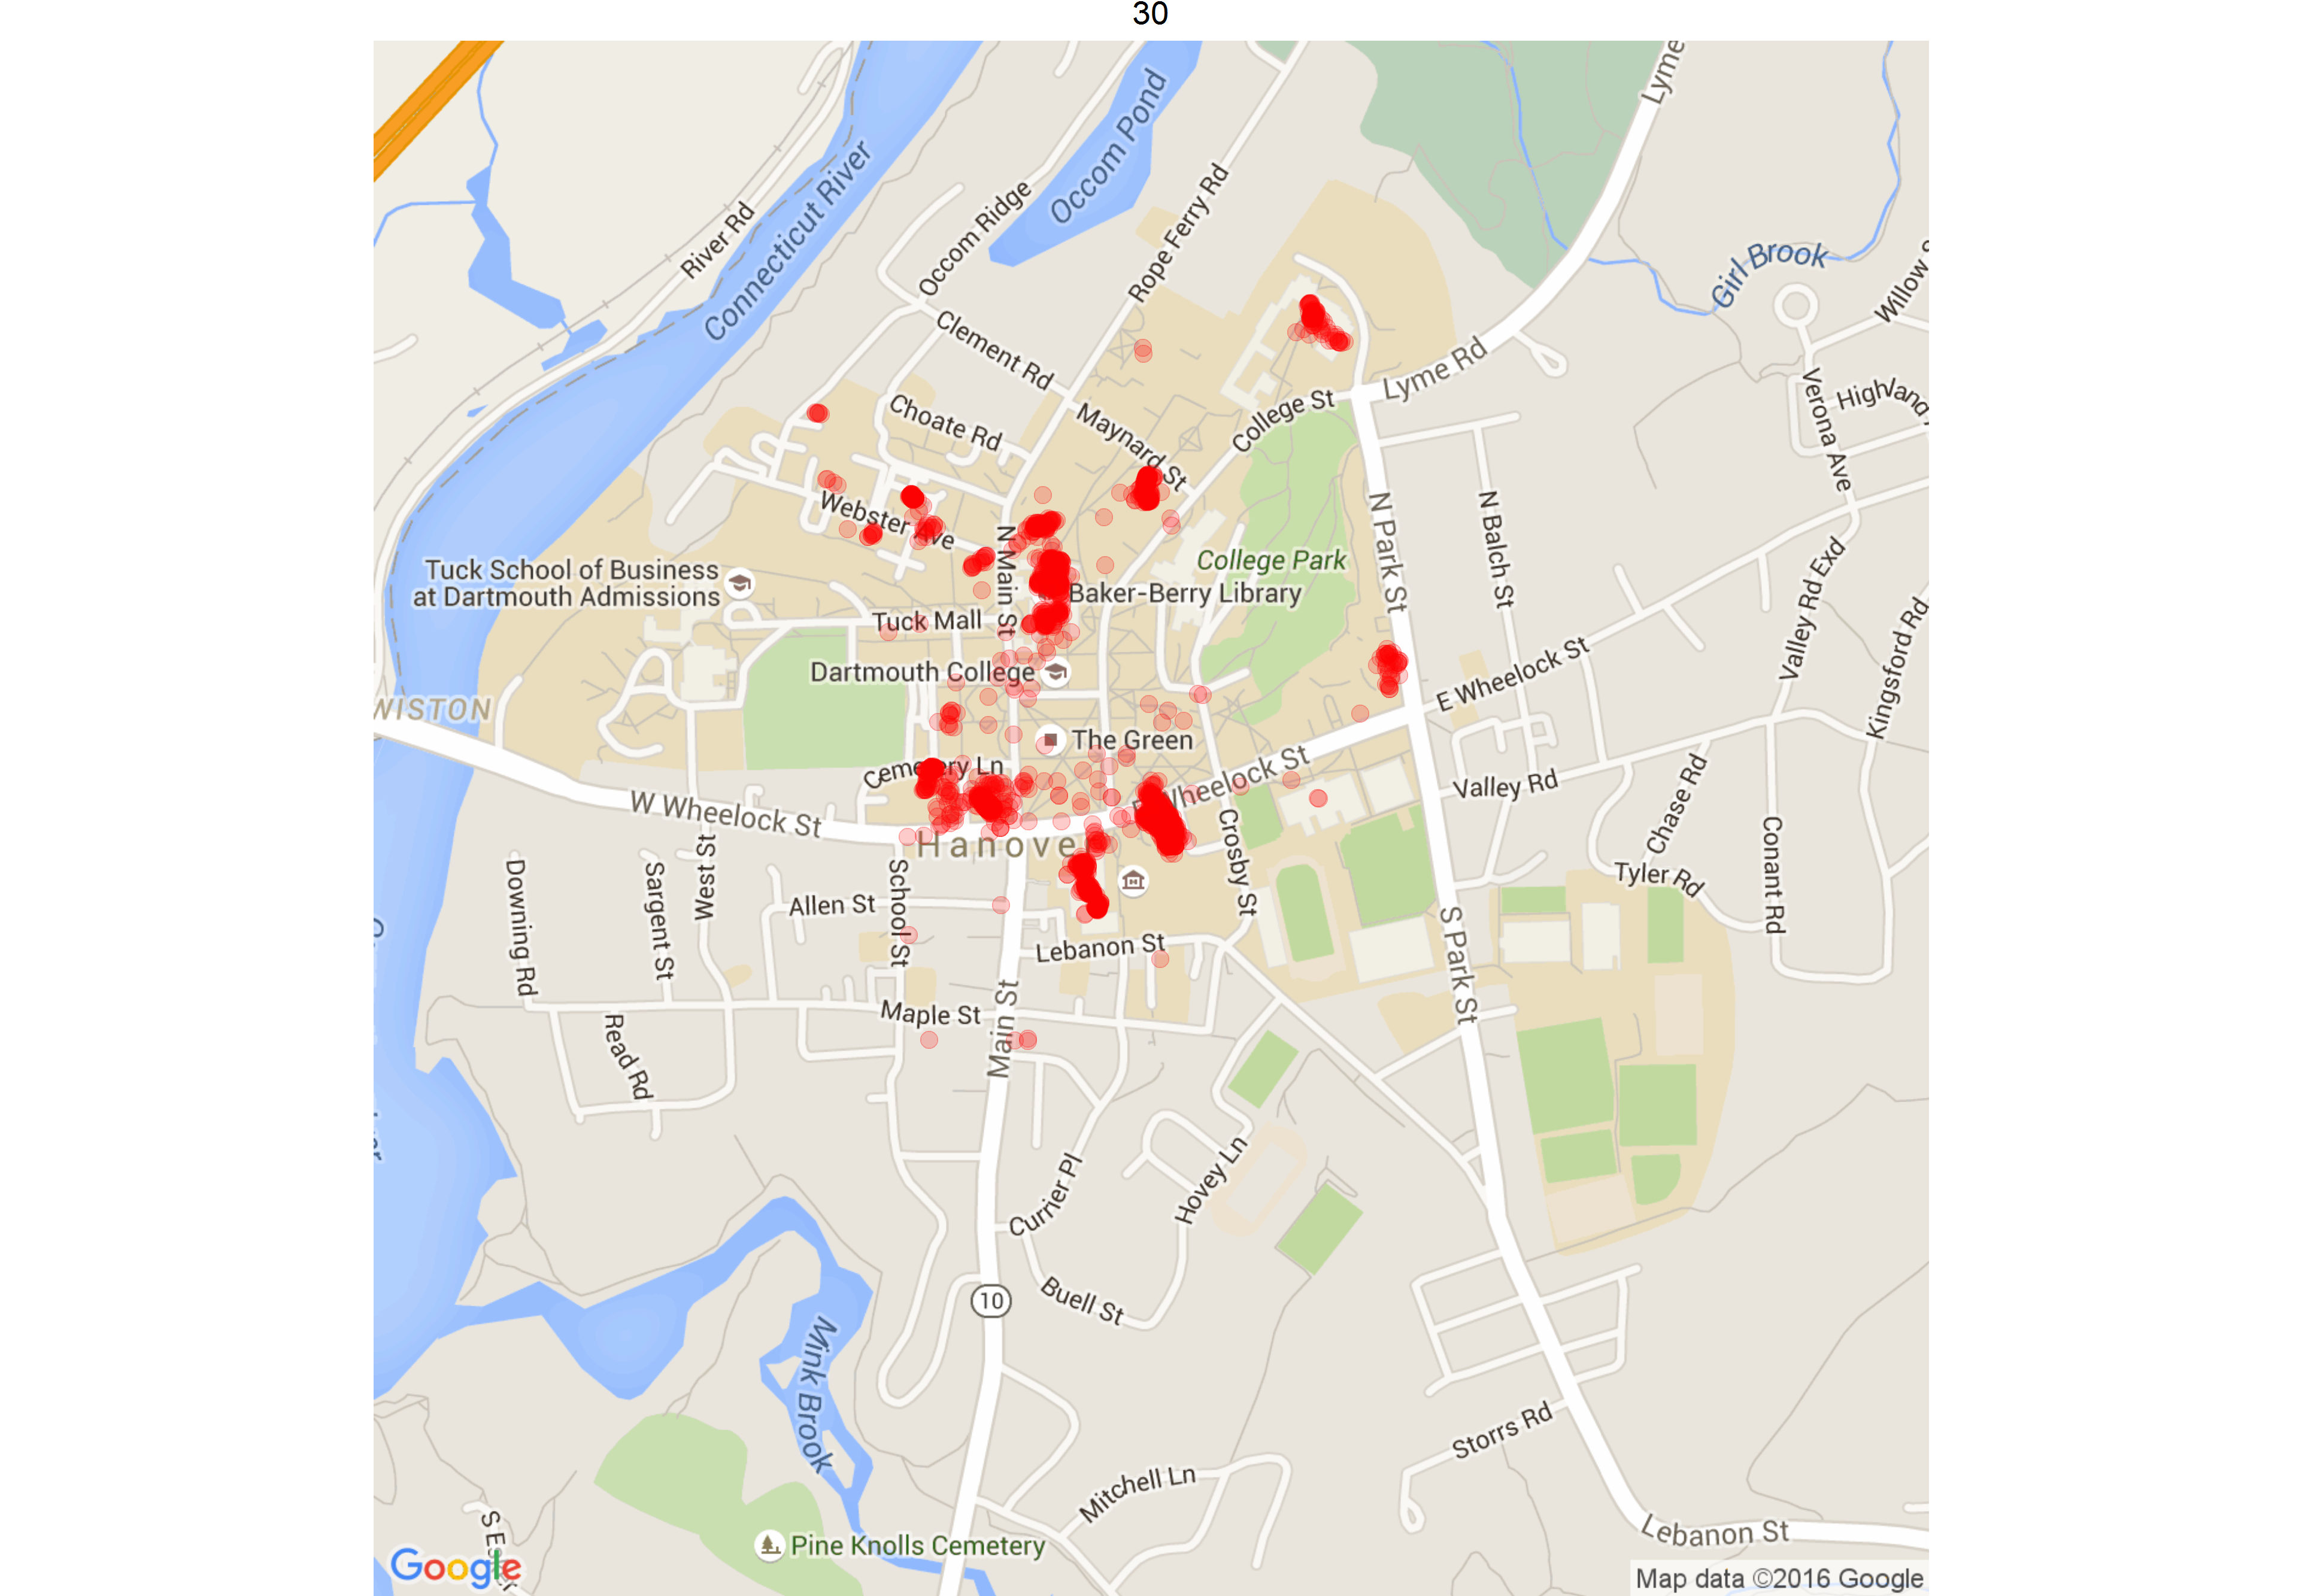 30
Lyme
Occom Pond
Connecticut River
River Rd
Occom Ridge
Rope Ferry Rd
Girl Brook
Clement Rd
Lyme Rd
Verona Ave
Choate Rd
Maynard St
College St
Webster Ave
N Main St
N Park St
N Balch St
College Park
Tuck School of Business
at Dartmouth Admissions
Baker-Berry Library
Tuck Mall
Valley Rd Exd
Kingsford Rd
Dartmouth College
E Wheelock St
WISTON
The Green
Cemetery Ln
Wheelock St
Valley Rd
Chase Rd
W Wheelock St
Hanove
Crosby St
Conant Rd
Tyler Rd
Downing Rd
Sargent St
West St
School St
Allen St
Lebanon St
S Park St
Maple St
Main St
Read Rd
Currier Pl
Hovey Ln
10
Buell St
Mink Brook
Storrs Rd
Mitchell Ln
Lebanon St
Pine Knolls Cemetery
Google
Map data ©2016 Google